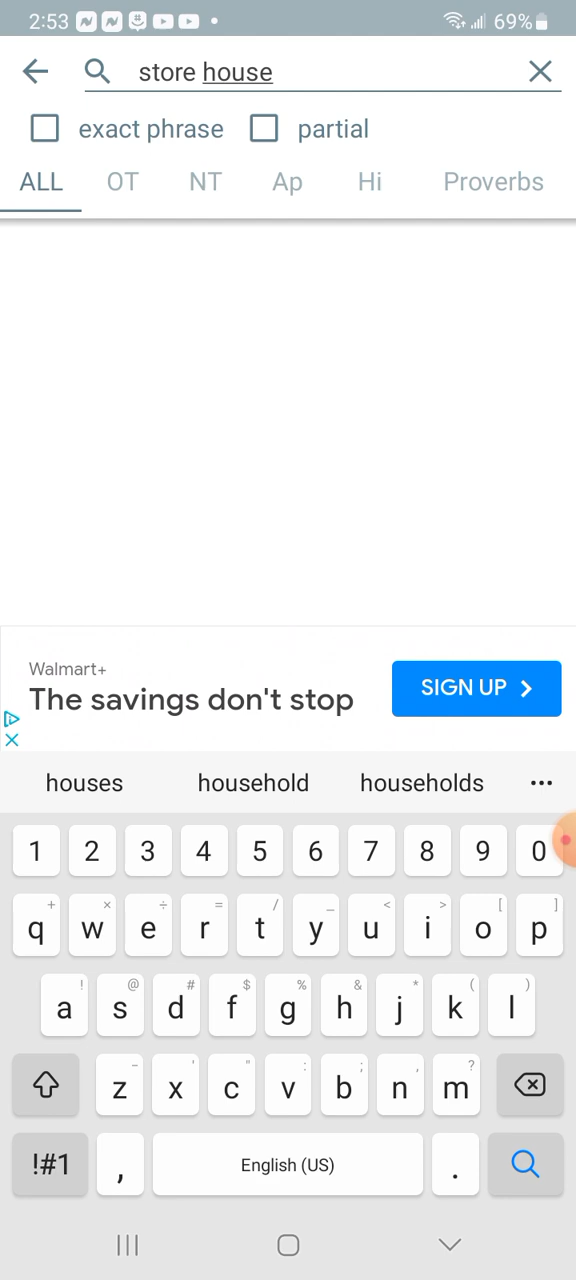 2:53 69%
store house
exact phrase partial
ALL OT NT Ap Hi Proverbs
Walmart+
The savings don't stop
SIGN UP
houses household households ...
1 2 3 4 5 6 7 8 9 0
+ × ÷ = / _ < > [ ]
q w e r t y u i o p
! @ # $ % & * ( )
a s d f g h j k l
- ' " : ; , ?
z x c v b n m
!#1 , English (US) .